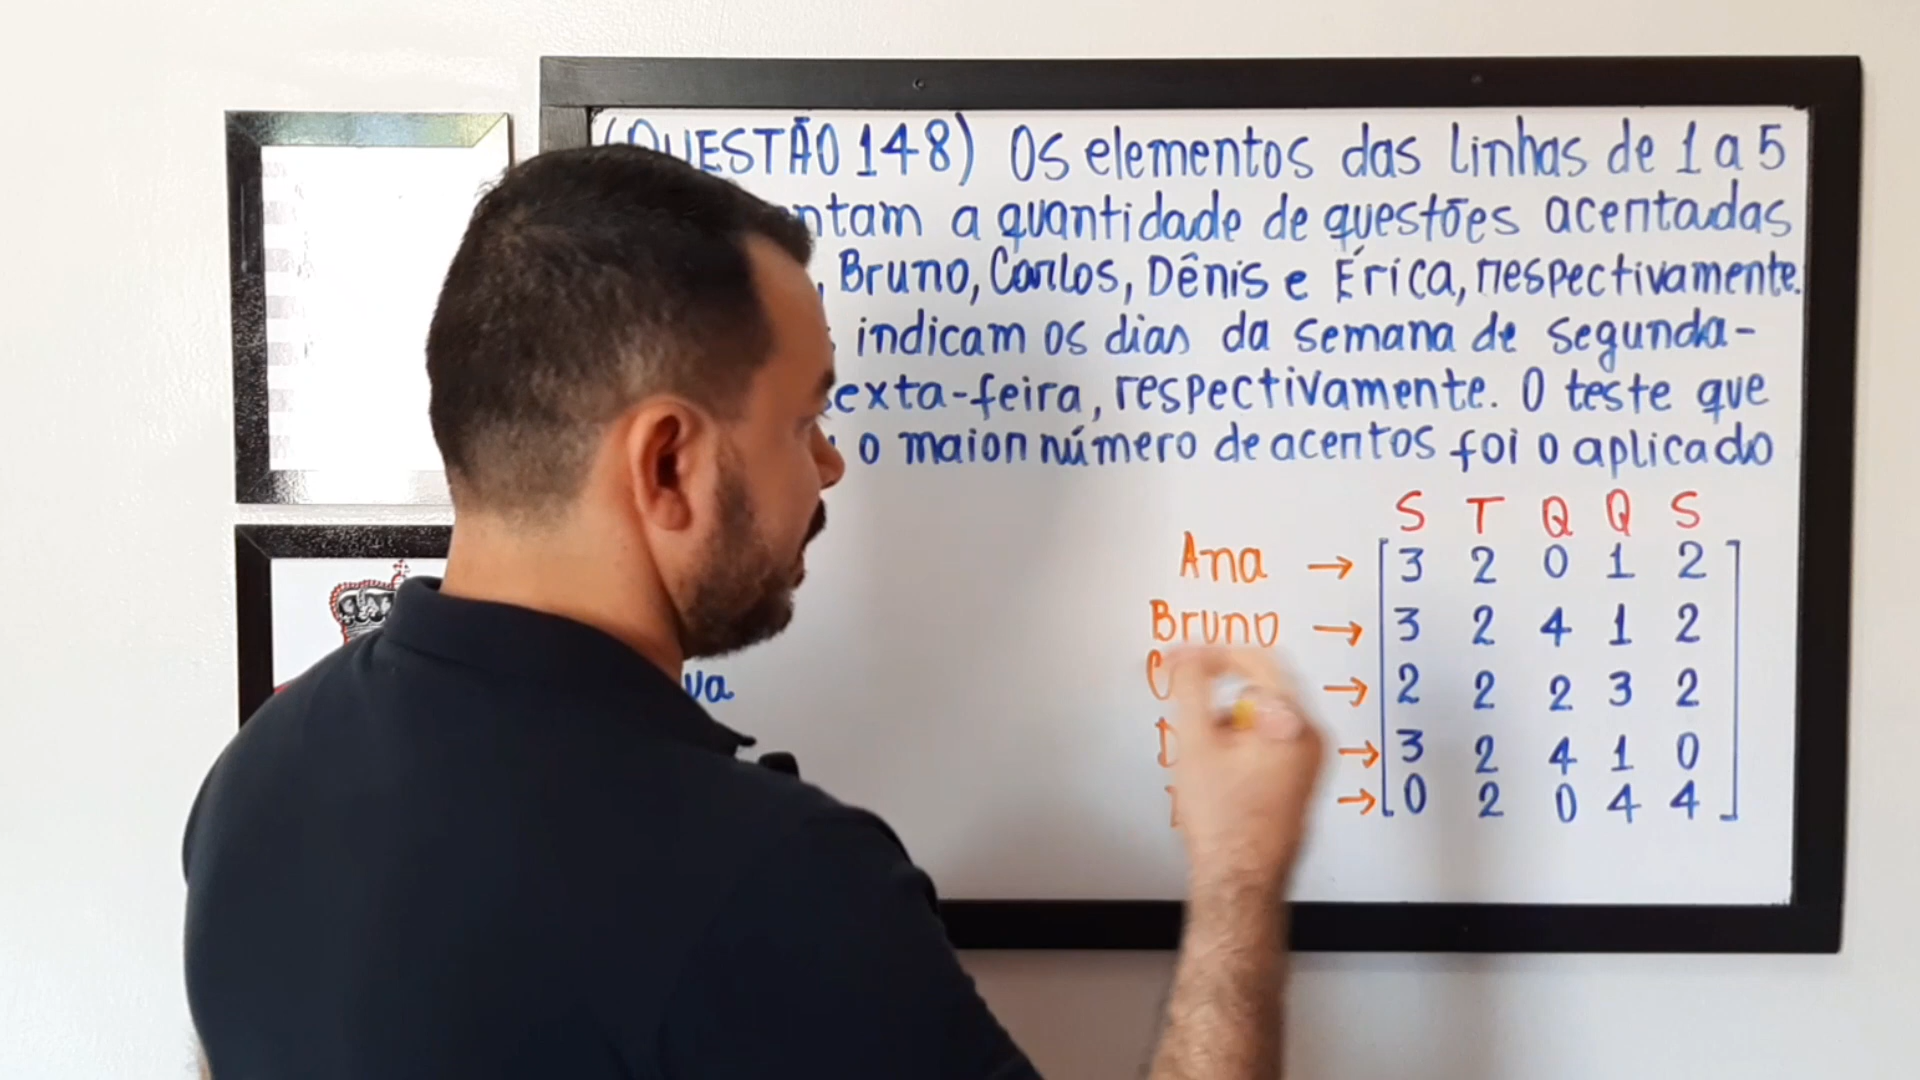 (QUESTÃO 148) Os elementos das linhas de 1 a 5
a quantidade de questões acertadas
, Bruno, Carlos, Dênis e Érica, respectivamente.
indicam os dias da semana de segunda-
exta-feira, respectivamente. O teste que
o maior número de acertos foi o aplicado
S T Q Q S
Ana → 3 2 0 1 2
Bruno → 3 2 4 1 2
→ 2 2 2 3 2
→ 3 2 4 1 0
→ 0 2 0 4 4